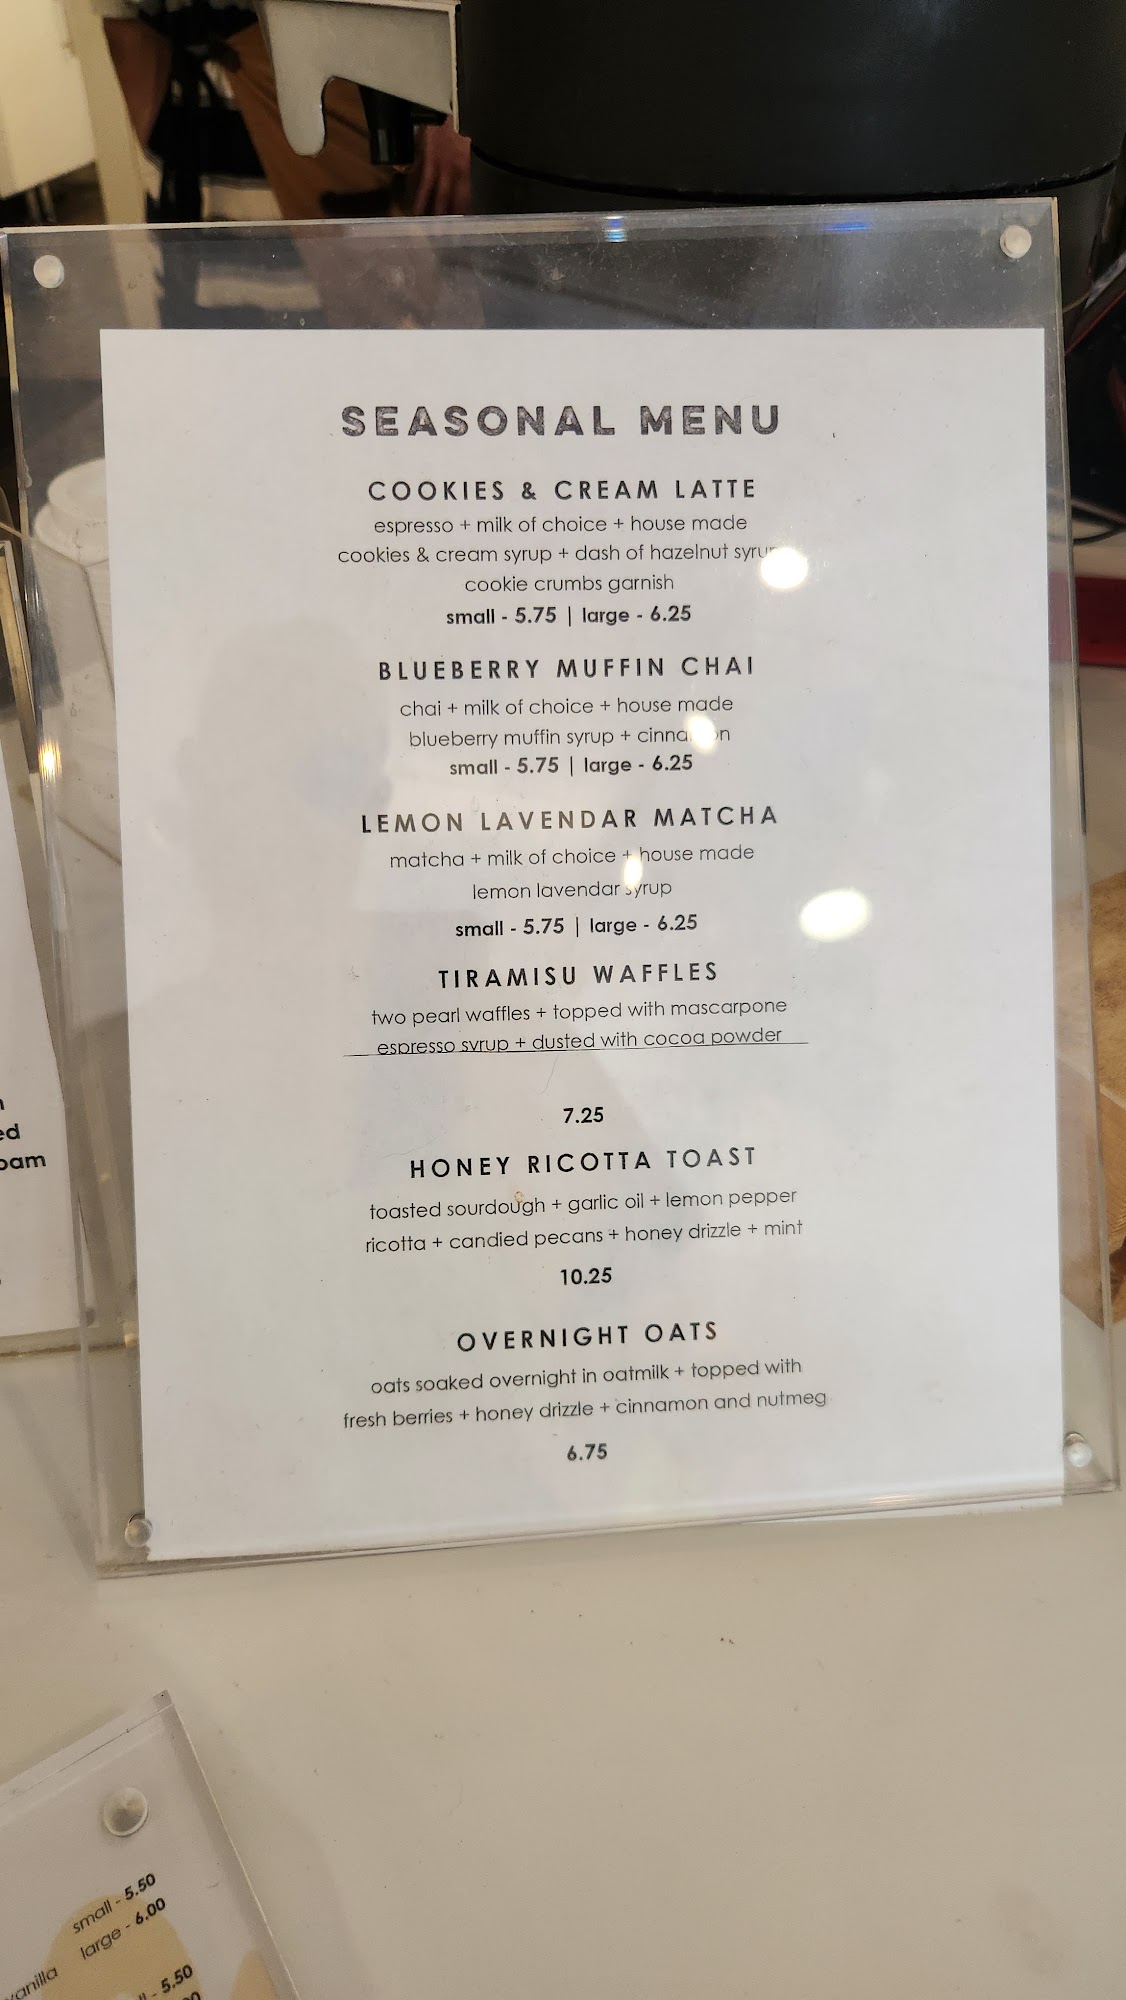 SEASONAL MENU
COOKIES & CREAM LATTE
espresso + milk of choice + house made
cookies & cream syrup + dash of hazelnut
cookie crumbs garnish
small - 5.75 | large - 6.25
BLUEBERRY MUFFIN CHAI
chai + milk of choice + house made
blueberry muffin syrup +
small - 5.75 | large - 6.25
LEMON LAVENDAR MATCHA
matcha + milk of choice + house made
lemon lavendar syrup
small - 5.75 | large - 6.25
TIRAMISU WAFFLES
two pearl waffles + topped with mascarpone
espresso syrup + dusted with cocoa powder
7.25
HONEY RICOTTA TOAST
toasted sourdough + garlic oil + lemon pepper
ricotta + candied pecans + honey drizzle + mint
10.25
OVERNIGHT OATS
oats soaked overnight in oatmilk + topped with
fresh berries + honey drizzle + cinnamon and nutmeg
6.75
small - 5.50
large - 6.00
vanilla
5.50